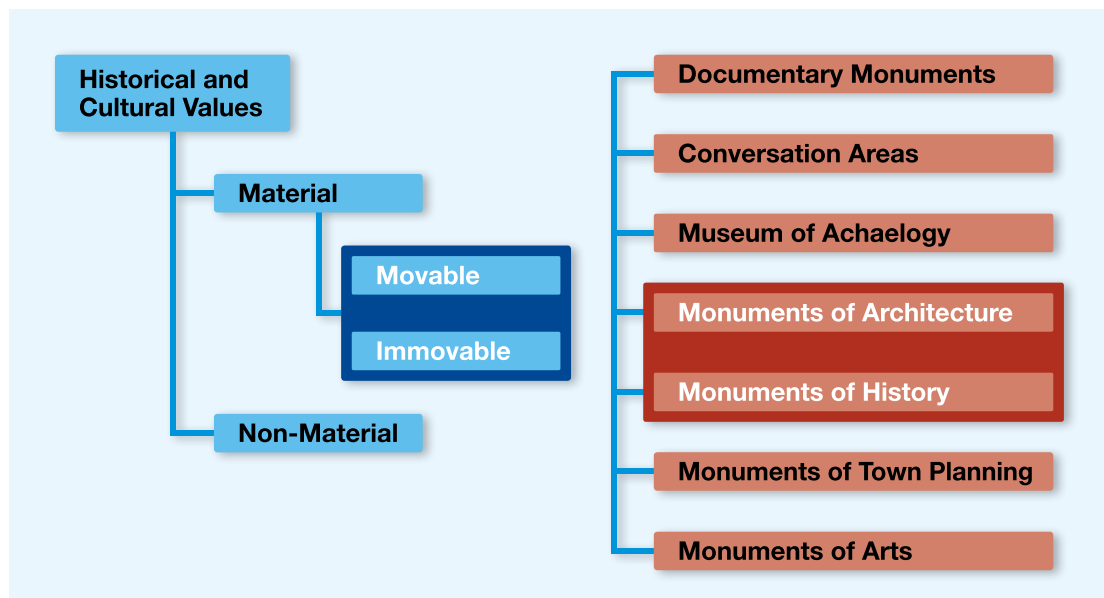 Historical and
Cultural Values
Material
Movable
Immovable
Non-Material
Documentary Monuments
Conversation Areas
Museum of Achaelogy
Monuments of Architecture
Monuments of History
Monuments of Town Planning
Monuments of Arts